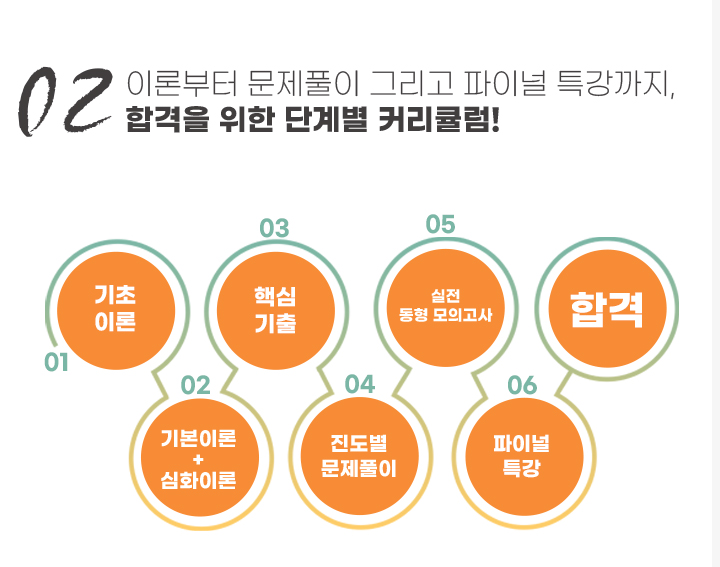 02
이론부터 문제풀이 그리고 파이널 특강까지,
합격을 위한 단계별 커리큘럼!
01
기초
이론
02
기본이론
+
심화이론
03
핵심
기출
04
진도별
문제풀이
05
실전
동형 모의고사
06
파이널
특강
합격